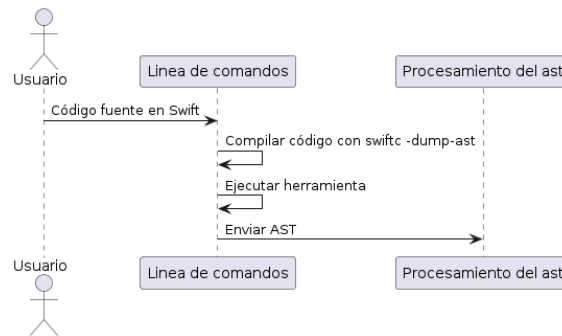 Usuario
Linea de comandos
Procesamiento del ast
Código fuente en Swift
Compilar código con swiftc -dump-ast
Ejecutar herramienta
Enviar AST
Usuario
Linea de comandos
Procesamiento del ast